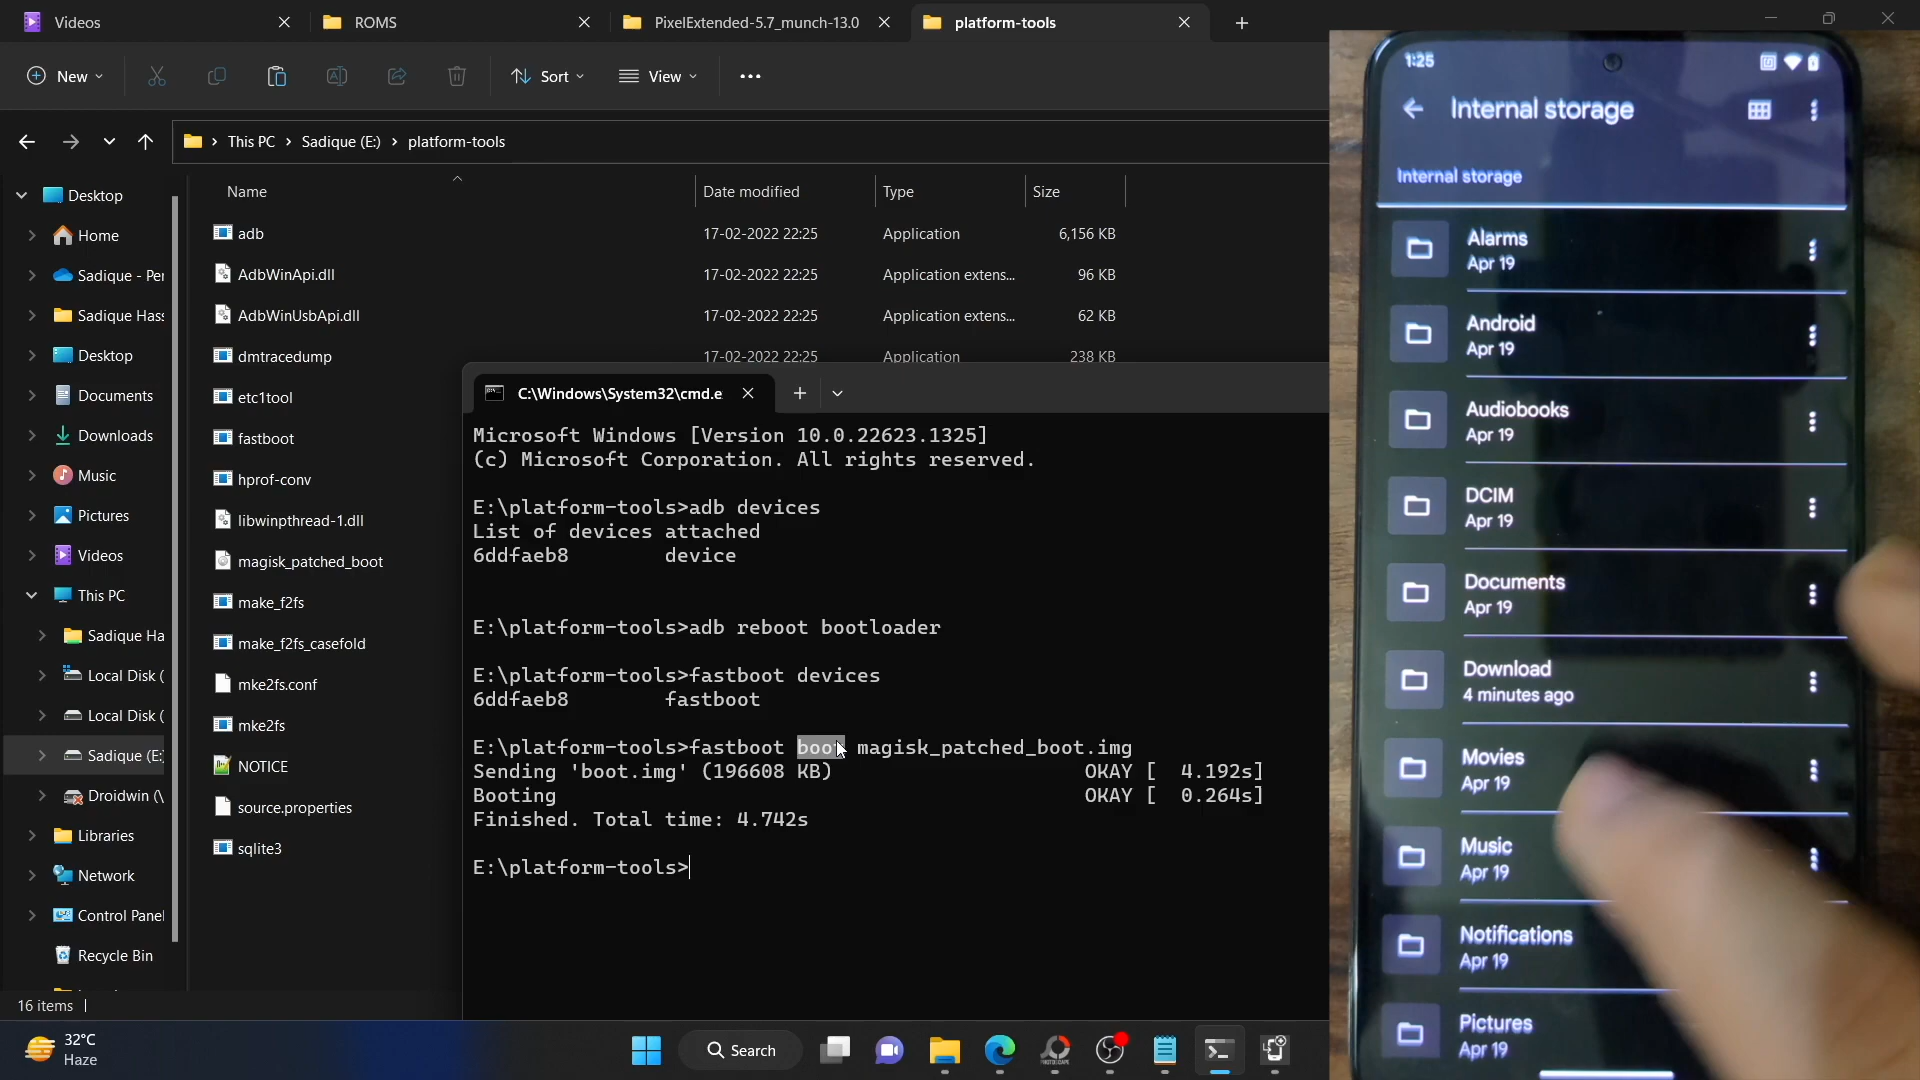 Videos
ROMS
PixelExtended-5.7_munch-13.0
platform-tools
New
Sort
View
This PC > Sadique (E:) > platform-tools
Desktop
Home
Sadique - Per
Sadique Hass
Desktop
Documents
Downloads
Music
Pictures
Videos
This PC
Sadique Ha
Local Disk (
Local Disk (
Sadique (E:)
Droidwin (\
Libraries
Network
Control Panel
Recycle Bin
16 items
Name Date modified Type Size
adb 17-02-2022 22:25 Application 6,156 KB
AdbWinApi.dll 17-02-2022 22:25 Application extens... 96 KB
AdbWinUsbApi.dll 17-02-2022 22:25 Application extens... 62 KB
dmtracedump 17-02-2022 22:25 Application 238 KB
etc1tool
fastboot
hprof-conv
libwinpthread-1.dll
magisk_patched_boot
make_f2fs
make_f2fs_casefold
mke2fs.conf
mke2fs
NOTICE
source.properties
sqlite3
C:\Windows\System32\cmd.e
Microsoft Windows [Version 10.0.22623.1325]
(c) Microsoft Corporation. All rights reserved.
E:\platform-tools>adb devices
List of devices attached
6ddfaeb8 device
E:\platform-tools>adb reboot bootloader
E:\platform-tools>fastboot devices
6ddfaeb8 fastboot
E:\platform-tools>fastboot boot magisk_patched_boot.img
Sending 'boot.img' (196608 KB) OKAY [ 4.192s]
Booting OKAY [ 0.264s]
Finished. Total time: 4.742s
E:\platform-tools>
32°C
Haze
Search
1:25
Internal storage
Internal storage
Alarms
Apr 19
Android
Apr 19
Audiobooks
Apr 19
DCIM
Apr 19
Documents
Apr 19
Download
4 minutes ago
Movies
Apr 19
Music
Apr 19
Notifications
Apr 19
Pictures
Apr 19